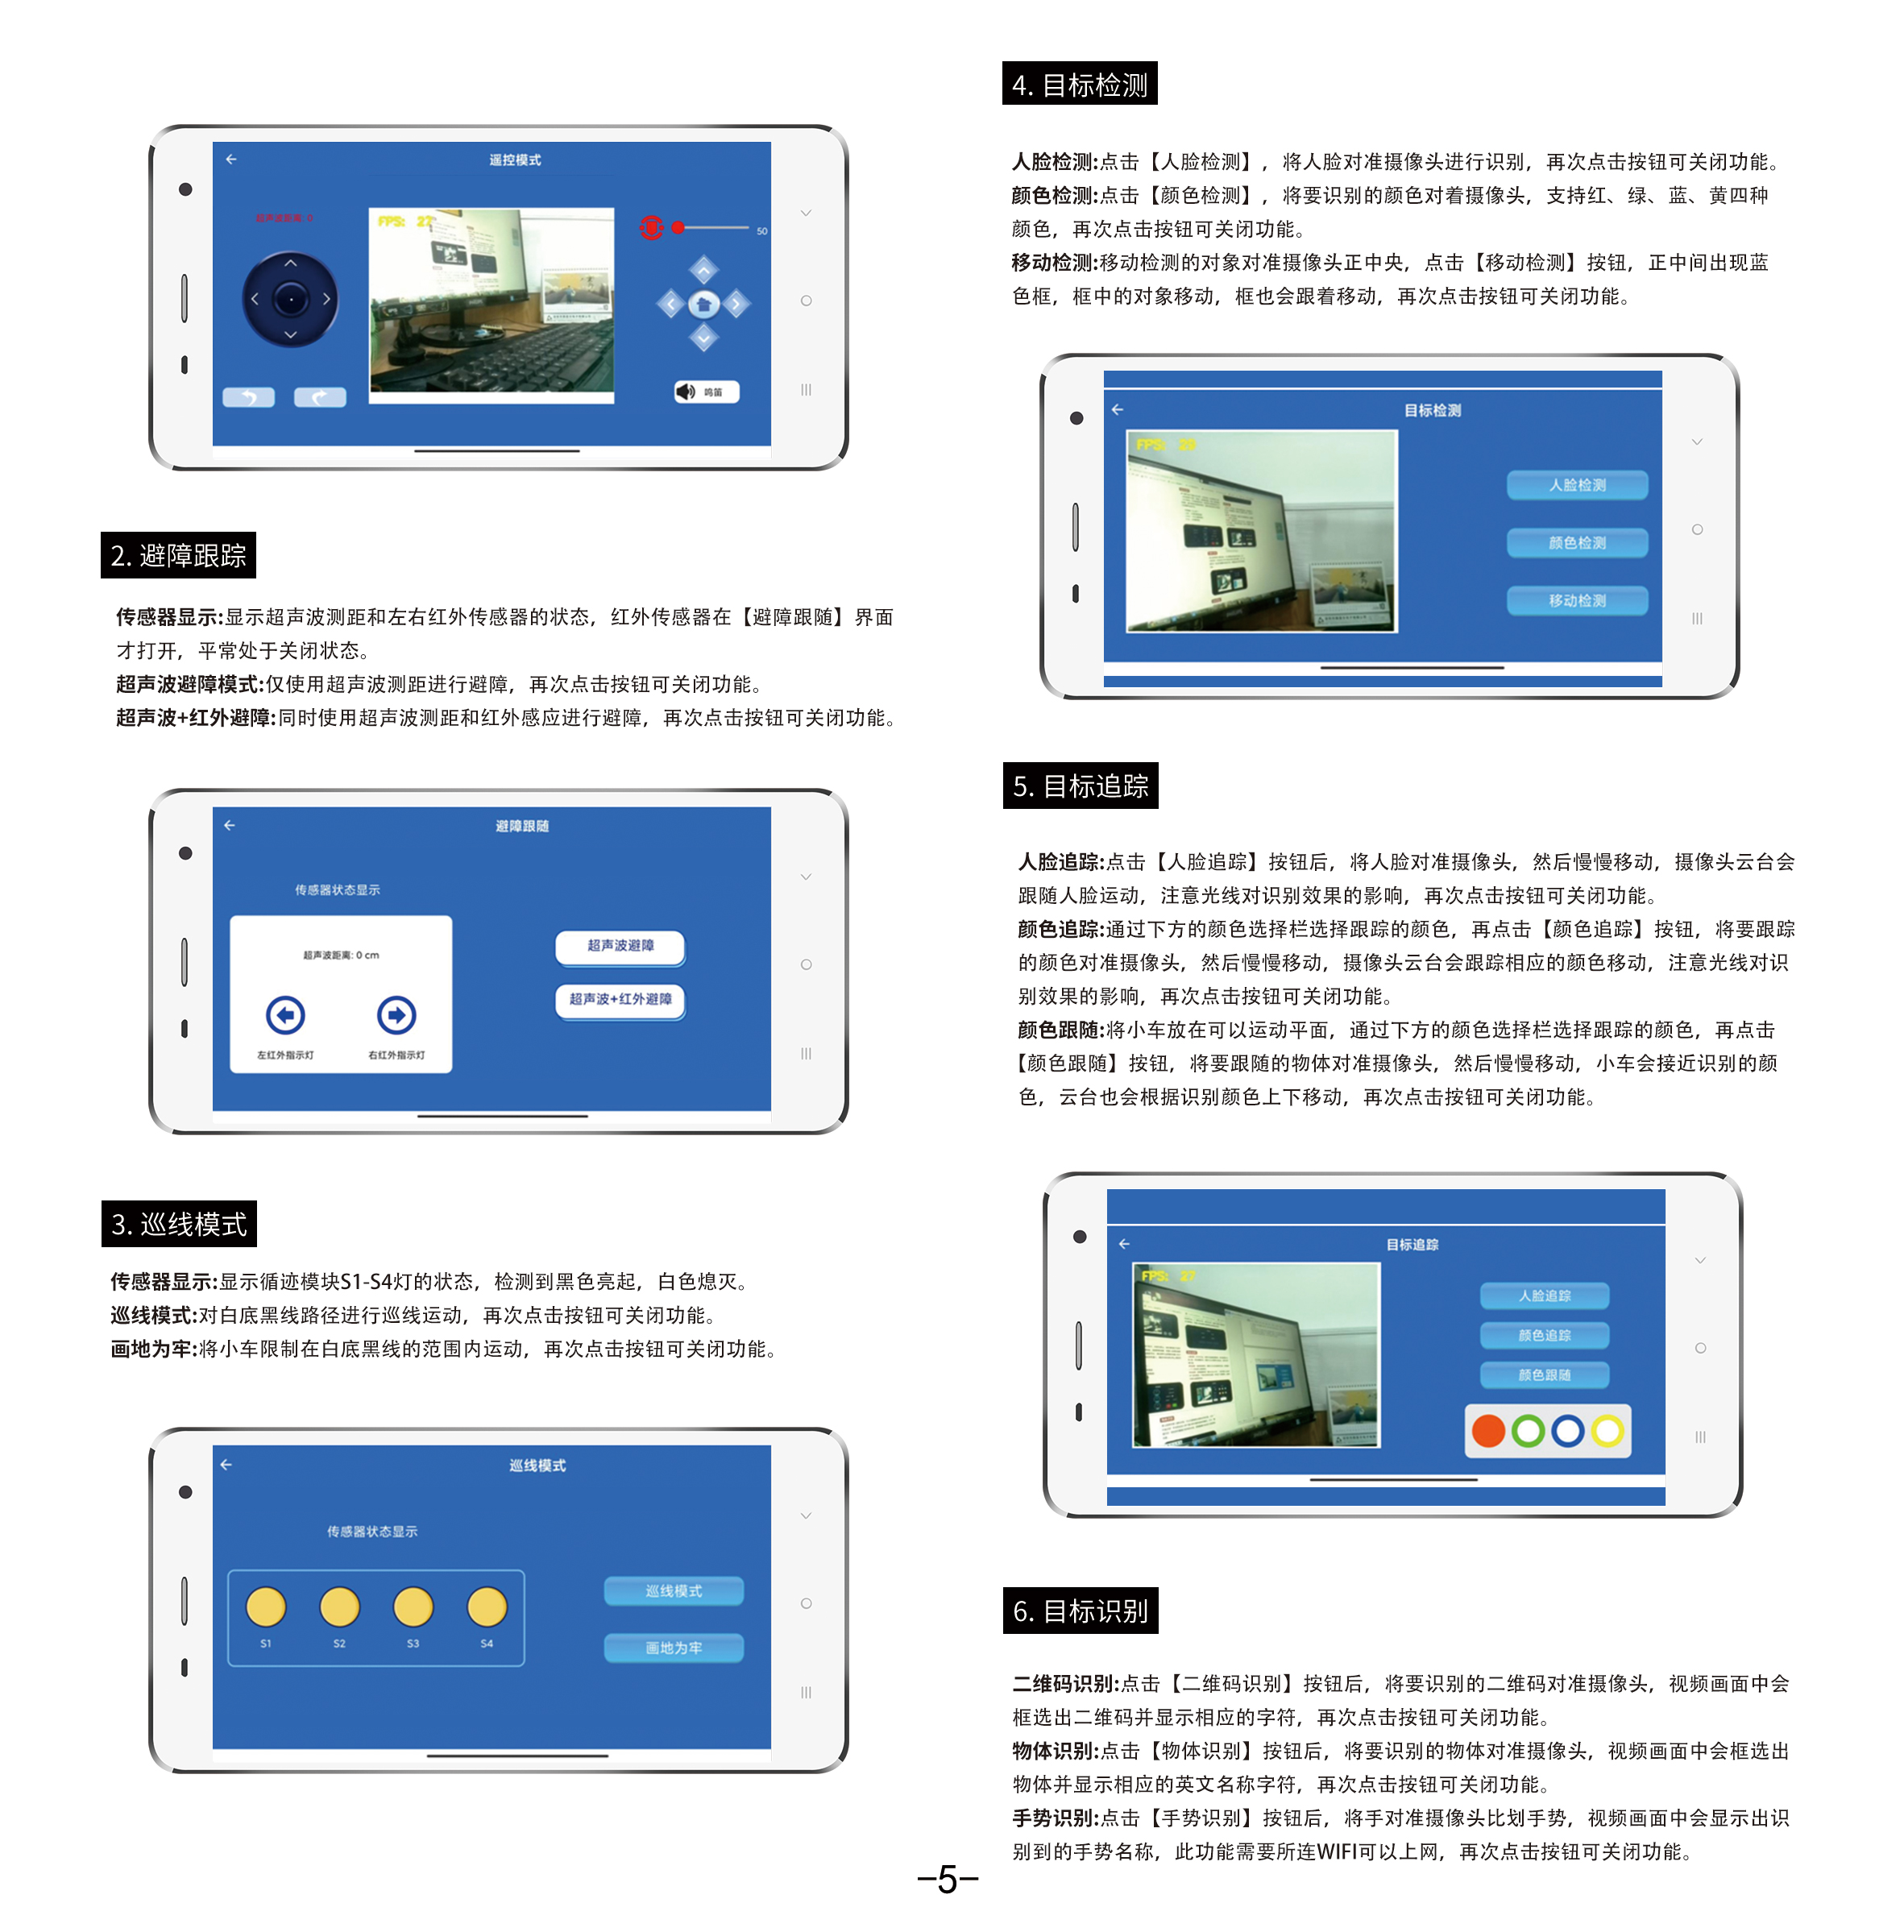 遥控模式
超声波距离: 0
FPS: 27
50
鸣笛
2. 避障跟踪
传感器显示:显示超声波测距和左右红外传感器的状态，红外传感器在【避障跟随】界面
才打开，平常处于关闭状态。
超声波避障模式:仅使用超声波测距进行避障，再次点击按钮可关闭功能。
超声波+红外避障:同时使用超声波测距和红外感应进行避障，再次点击按钮可关闭功能。
避障跟随
传感器状态显示
超声波距离: 0 cm
左红外指示灯
右红外指示灯
超声波避障
超声波+红外避障
3. 巡线模式
传感器显示:显示循迹模块S1-S4灯的状态，检测到黑色亮起，白色熄灭。
巡线模式:对白底黑线路径进行巡线运动，再次点击按钮可关闭功能。
画地为牢:将小车限制在白底黑线的范围内运动，再次点击按钮可关闭功能。
巡线模式
传感器状态显示
S1 S2 S3 S4
巡线模式
画地为牢
4. 目标检测
人脸检测:点击【人脸检测】，将人脸对准摄像头进行识别，再次点击按钮可关闭功能。
颜色检测:点击【颜色检测】，将要识别的颜色对着摄像头，支持红、绿、蓝、黄四种
颜色，再次点击按钮可关闭功能。
移动检测:移动检测的对象对准摄像头正中央，点击【移动检测】按钮，正中间出现蓝
色框，框中的对象移动，框也会跟着移动，再次点击按钮可关闭功能。
目标检测
FPS:
人脸检测
颜色检测
移动检测
5. 目标追踪
人脸追踪:点击【人脸追踪】按钮后，将人脸对准摄像头，然后慢慢移动，摄像头云台会
跟随人脸运动，注意光线对识别效果的影响，再次点击按钮可关闭功能。
颜色追踪:通过下方的颜色选择栏选择跟踪的颜色，再点击【颜色追踪】按钮，将要跟踪
的颜色对准摄像头，然后慢慢移动，摄像头云台会跟踪相应的颜色移动，注意光线对识
别效果的影响，再次点击按钮可关闭功能。
颜色跟随:将小车放在可以运动平面，通过下方的颜色选择栏选择跟踪的颜色，再点击
【颜色跟随】按钮，将要跟随的物体对准摄像头，然后慢慢移动，小车会接近识别的颜
色，云台也会根据识别颜色上下移动，再次点击按钮可关闭功能。
目标追踪
FPS: 27
人脸追踪
颜色追踪
颜色跟随
6. 目标识别
二维码识别:点击【二维码识别】按钮后，将要识别的二维码对准摄像头，视频画面中会
框选出二维码并显示相应的字符，再次点击按钮可关闭功能。
物体识别:点击【物体识别】按钮后，将要识别的物体对准摄像头，视频画面中会框选出
物体并显示相应的英文名称字符，再次点击按钮可关闭功能。
手势识别:点击【手势识别】按钮后，将手对准摄像头比划手势，视频画面中会显示出识
别到的手势名称，此功能需要所连WIFI可以上网，再次点击按钮可关闭功能。
-5-